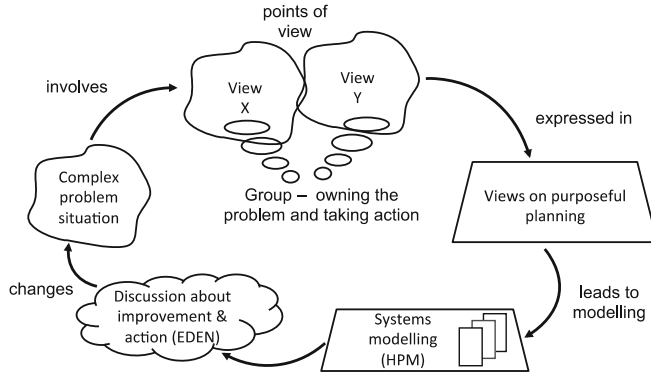 points of
view
involves
View
X
View
Y
expressed in
Complex
problem
situation
Group – owning the
problem and taking action
Views on purposeful
planning
changes
Discussion about
improvement &
action (EDEN)
Systems
modelling
(HPM)
leads to
modelling